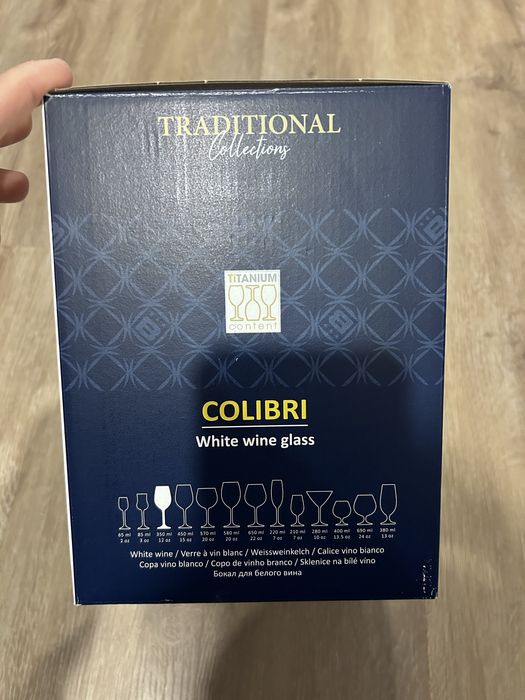 TRADITIONAL
Collections
TiTANIUM
content
COLIBRI
White wine glass
65 ml 85 ml 350 ml 450 ml 570 ml 580 ml 650 ml 220 ml 210 ml 280 ml 400 ml 690 ml 380 ml
2 oz 3 oz 12 oz 15 oz 20 oz 20 oz 22 oz 7 oz 7 oz 10 oz 13.5 oz 24 oz 13 oz
White wine / Verre à vin blanc / Weissweinkelch / Calice vino bianco
Copa vino blanco / Copo de vinho branco / Sklenice na bílé víno
Бокал для белого вина